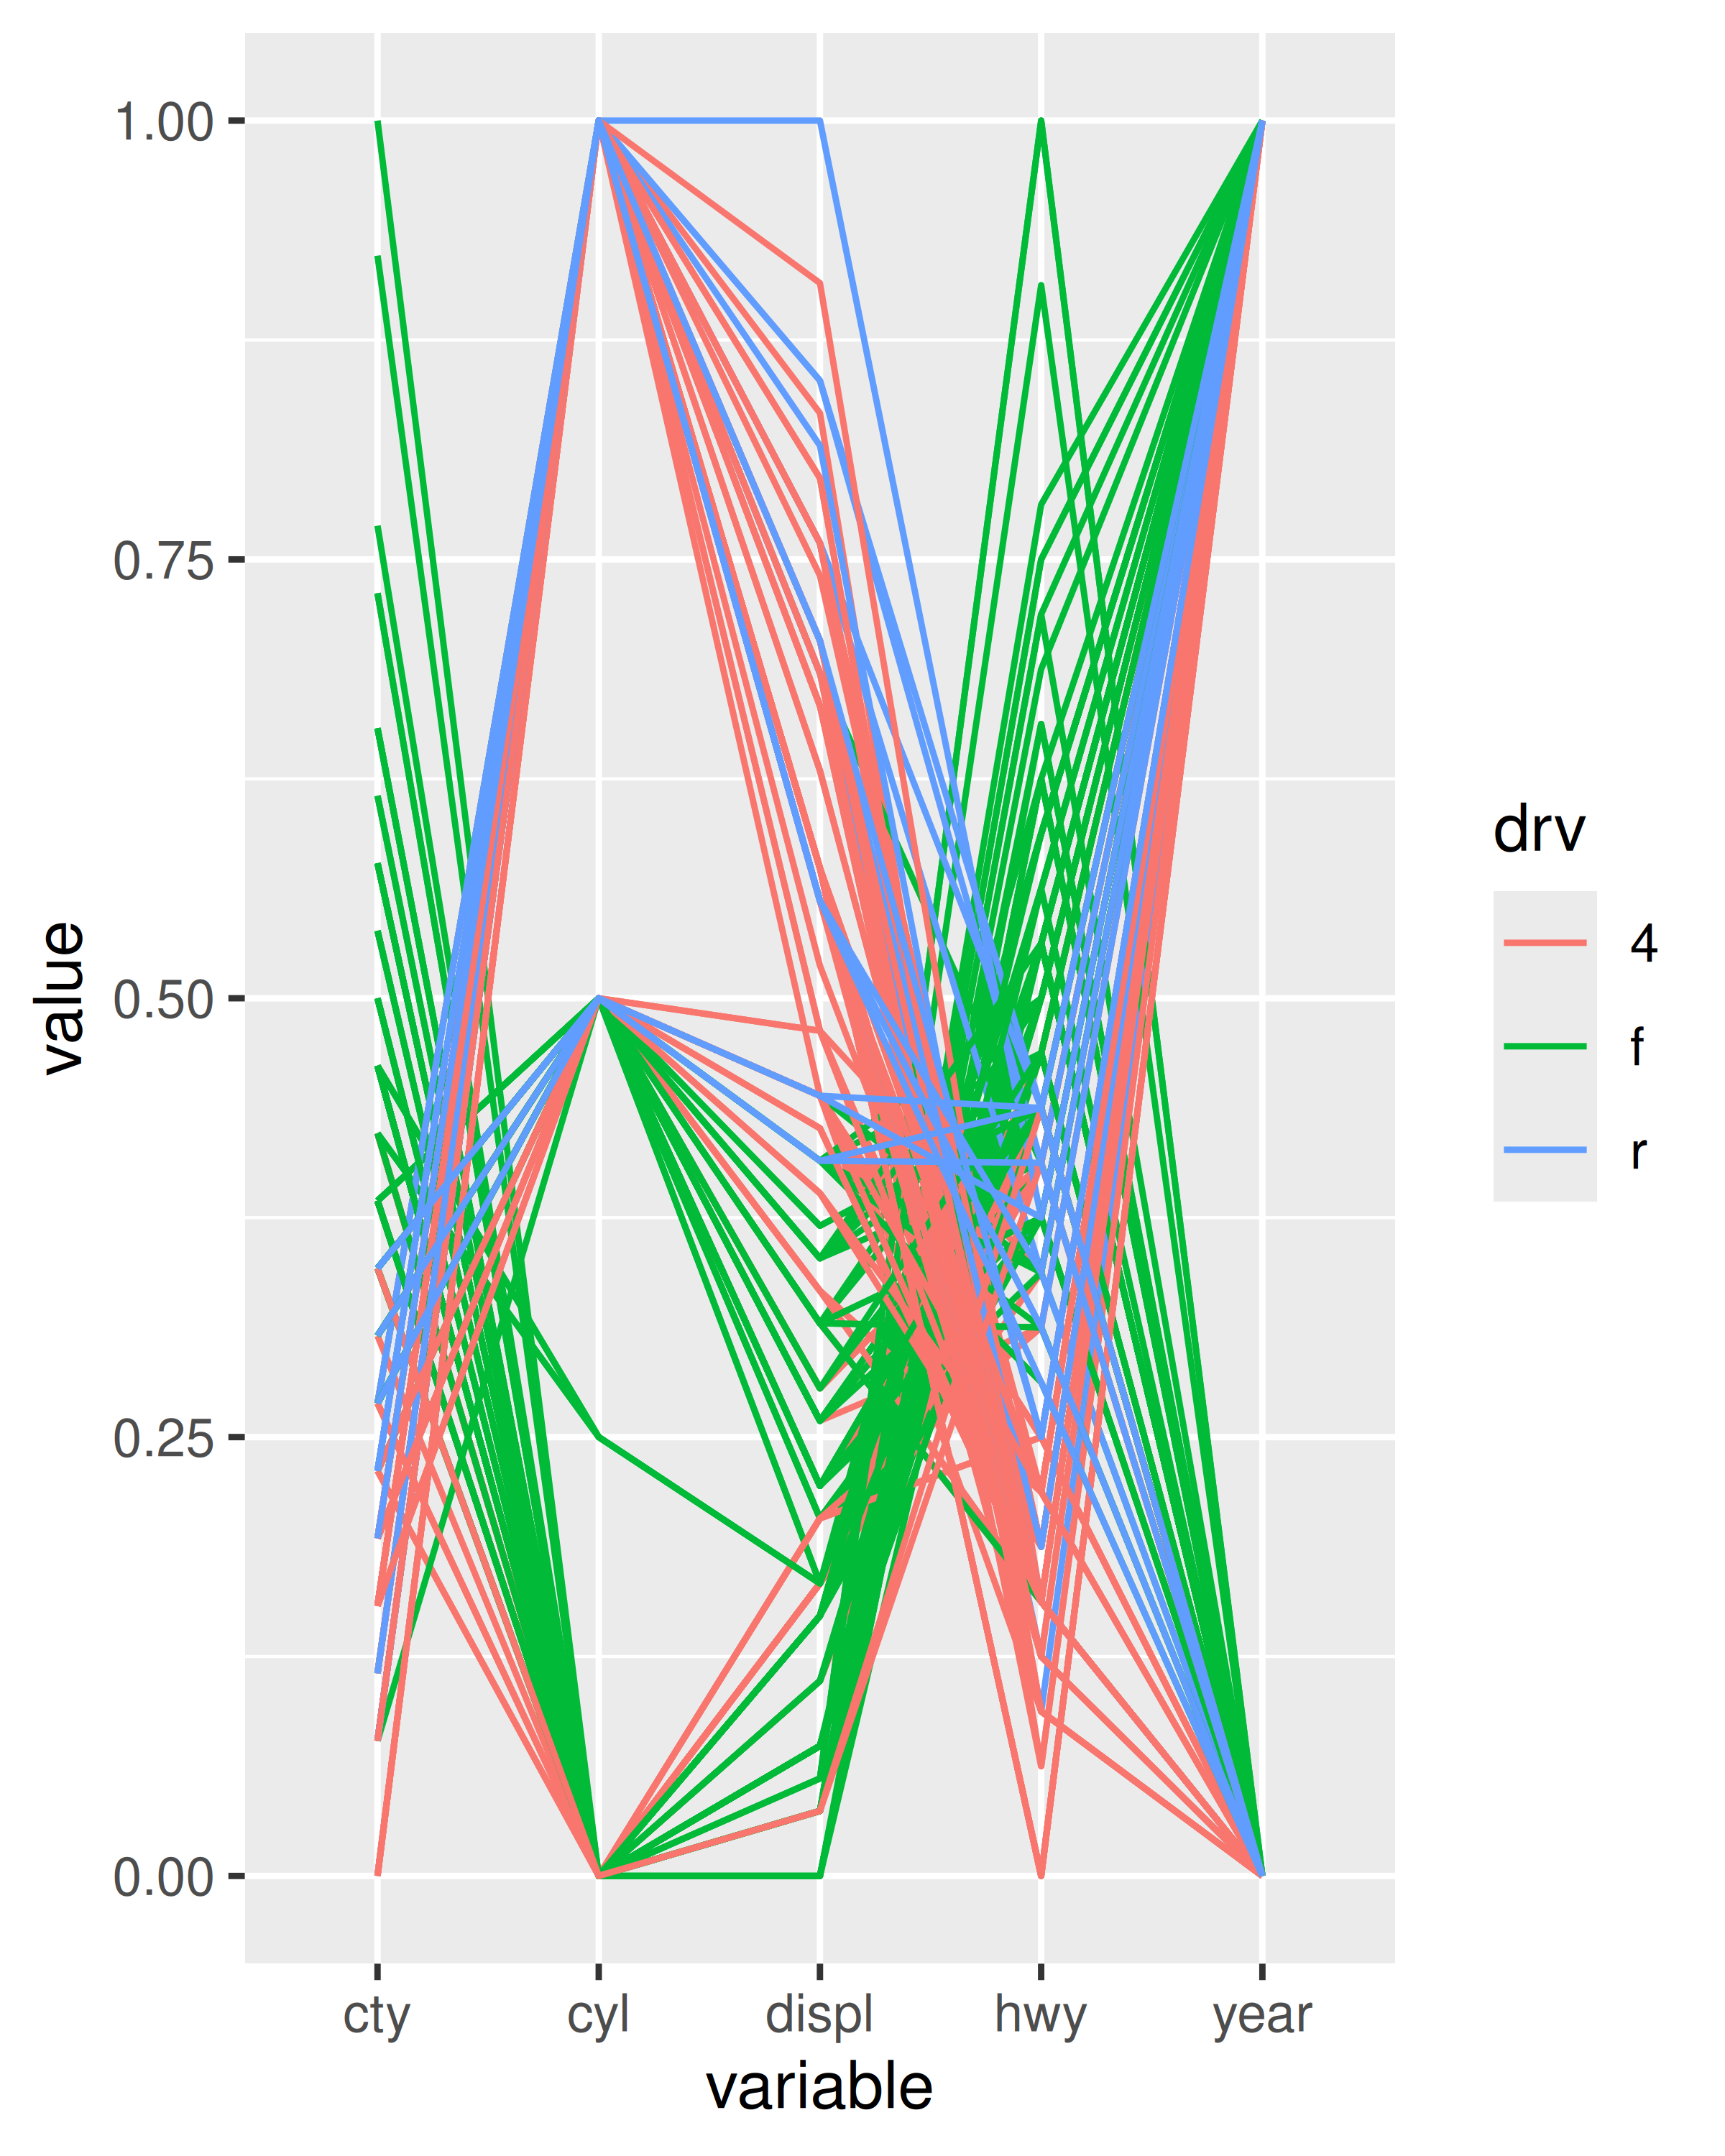 1.00
0.75
0.50
0.25
0.00
value
cty cyl displ hwy year
variable
drv
4
f
r